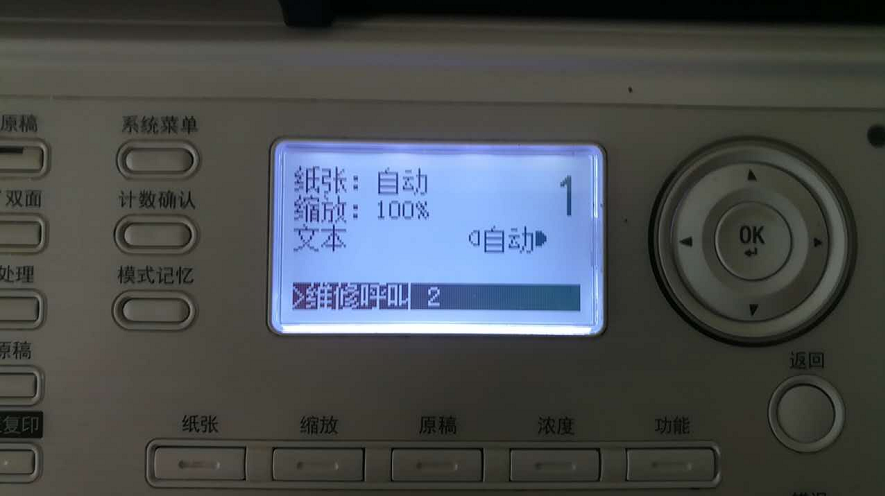 原稿
系统菜单
双面
计数确认
处理
模式记忆
原稿
复印
纸张: 自动
1
缩放: 100%
文本 自动
>维修呼叫 2
OK
返回
纸张
缩放
原稿
浓度
功能